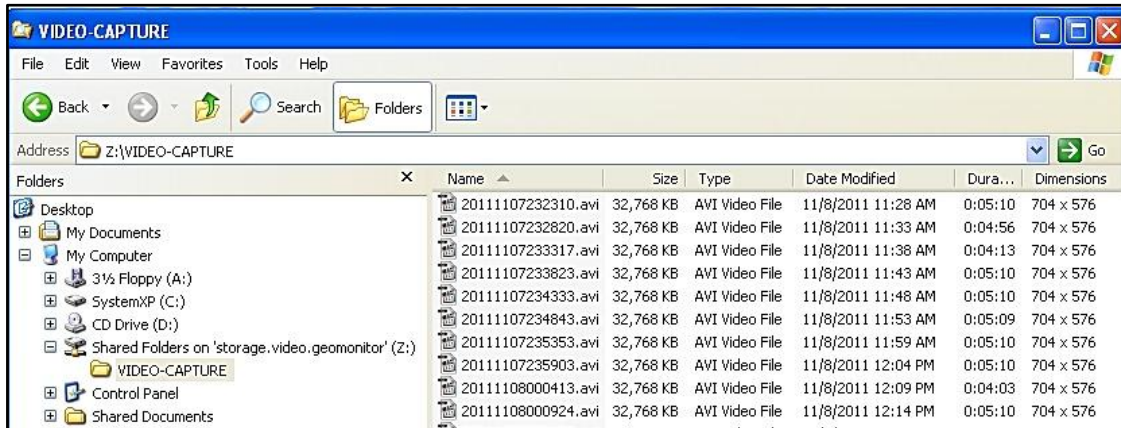 VIDEO-CAPTURE
File Edit View Favorites Tools Help
Back Search Folders
Address Z:\VIDEO-CAPTURE Go
Folders X Name Size Type Date Modified Dura... Dimensions
Desktop
My Documents
My Computer
3½ Floppy (A:)
SystemXP (C:)
CD Drive (D:)
Shared Folders on 'storage.video.geomonitor' (Z:)
VIDEO-CAPTURE
Control Panel
Shared Documents
20111107232310.avi 32,768 KB AVI Video File 11/8/2011 11:28 AM 0:05:10 704 x 576
20111107232820.avi 32,768 KB AVI Video File 11/8/2011 11:33 AM 0:04:56 704 x 576
20111107233317.avi 32,768 KB AVI Video File 11/8/2011 11:38 AM 0:04:13 704 x 576
20111107233823.avi 32,768 KB AVI Video File 11/8/2011 11:43 AM 0:05:10 704 x 576
20111107234333.avi 32,768 KB AVI Video File 11/8/2011 11:48 AM 0:05:10 704 x 576
20111107234843.avi 32,768 KB AVI Video File 11/8/2011 11:53 AM 0:05:09 704 x 576
20111107235353.avi 32,768 KB AVI Video File 11/8/2011 11:59 AM 0:05:10 704 x 576
20111107235903.avi 32,768 KB AVI Video File 11/8/2011 12:04 PM 0:05:10 704 x 576
20111108000413.avi 32,768 KB AVI Video File 11/8/2011 12:09 PM 0:04:03 704 x 576
20111108000924.avi 32,768 KB AVI Video File 11/8/2011 12:14 PM 0:05:10 704 x 576